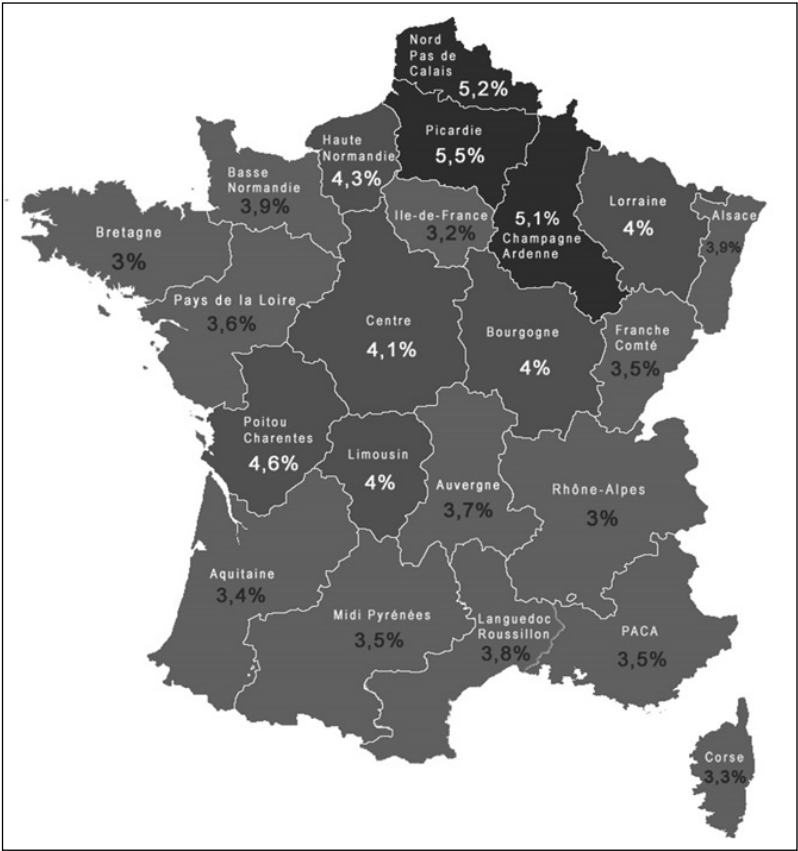 Nord
Pas de
Calais
5,2%
Picardie
5,5%
Haute
Normandie
4,3%
Basse
Normandie
3,9%
Ile-de-France
3,2%
5,1%
Champagne
Ardenne
Lorraine
4%
Alsace
3,9%
Bretagne
3%
Pays de la Loire
3,6%
Centre
4,1%
Bourgogne
4%
Franche
Comté
3,5%
Poitou
Charentes
4,6%
Limousin
4%
Auvergne
3,7%
Rhône-Alpes
3%
Aquitaine
3,4%
Midi Pyrénées
3,5%
Languedoc
Roussillon
3,8%
PACA
3,5%
Corse
3,3%